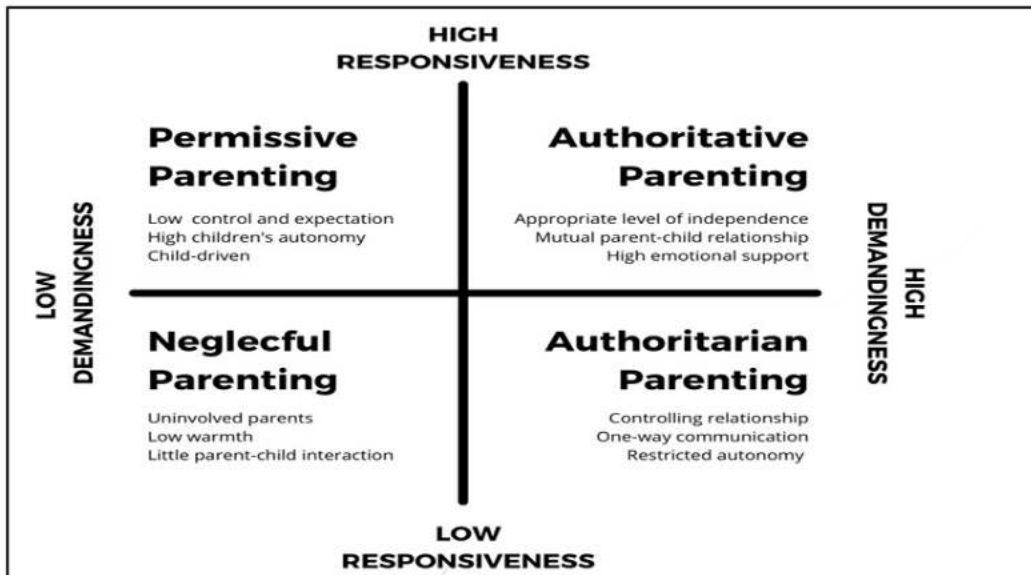 HIGH
RESPONSIVENESS
Permissive
Parenting
Low control and expectation
High children's autonomy
Child-driven
Authoritative
Parenting
Appropriate level of independence
Mutual parent-child relationship
High emotional support
LOW
DEMANDINGNESS
HIGH
DEMANDINGNESS
Neglecful
Parenting
Uninvolved parents
Low warmth
Little parent-child interaction
Authoritarian
Parenting
Controlling relationship
One-way communication
Restricted autonomy
LOW
RESPONSIVENESS